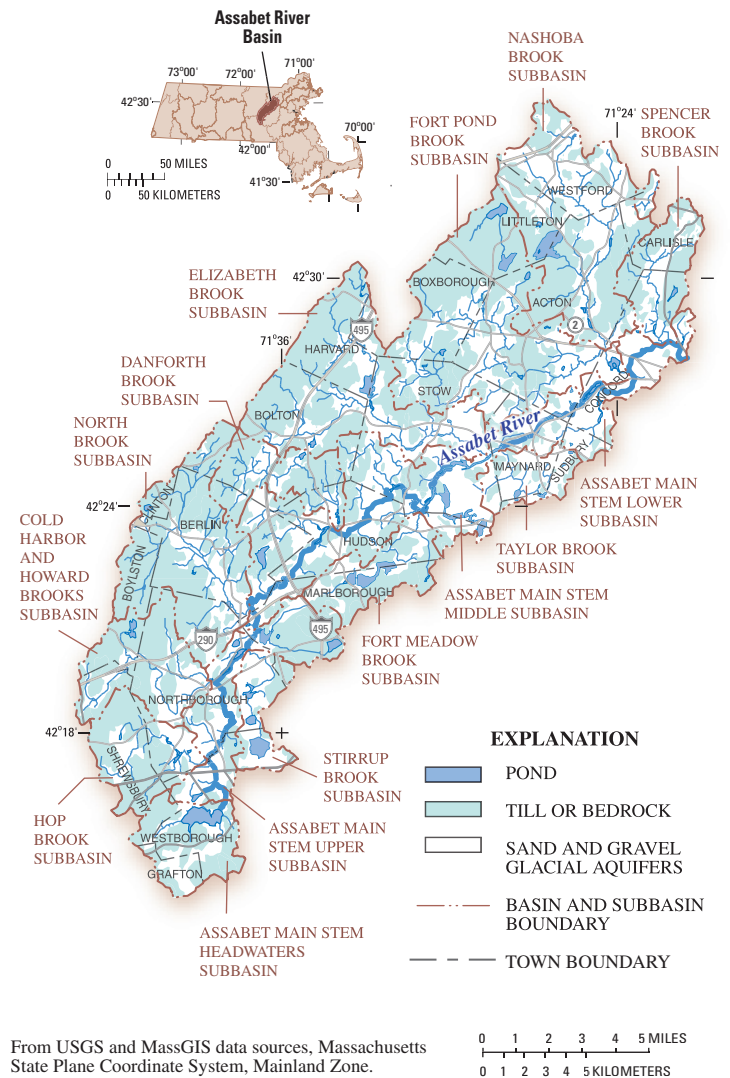 Assabet River
Basin
73°00'
72°00'
71°00'
42°30'
70°00'
42°00'
41°30'
0 50 MILES
0 50 KILOMETERS
NASHOBA
BROOK
SUBBASIN
71°24'
SPENCER
BROOK
SUBBASIN
FORT POND
BROOK
SUBBASIN
WESTFORD
LITTLETON
CARLISLE
ELIZABETH
BROOK
SUBBASIN
42°30'
BOXBOROUGH
ACTON
2
495
71°36'
HARVARD
DANFORTH
BROOK
SUBBASIN
STOW
CONCORD
BOLTON
NORTH
BROOK
SUBBASIN
Assabet River
MAYNARD
SUDBURY
ASSABET MAIN
STEM LOWER
SUBBASIN
42°24'
CLINTON
BERLIN
COLD
HARBOR
AND
HOWARD
BROOKS
SUBBASIN
HUDSON
TAYLOR BROOK
SUBBASIN
BOYLSTON
MARLBOROUGH
ASSABET MAIN STEM
MIDDLE SUBBASIN
290
495
FORT MEADOW
BROOK
SUBBASIN
NORTHBOROUGH
42°18'
SHREWSBURY
STIRRUP
BROOK
SUBBASIN
HOP
BROOK
SUBBASIN
ASSABET MAIN
STEM UPPER
SUBBASIN
WESTBOROUGH
GRAFTON
ASSABET MAIN STEM
HEADWATERS
SUBBASIN
EXPLANATION
POND
TILL OR BEDROCK
SAND AND GRAVEL
GLACIAL AQUIFERS
BASIN AND SUBBASIN
BOUNDARY
TOWN BOUNDARY
From USGS and MassGIS data sources, Massachusetts
State Plane Coordinate System, Mainland Zone.
0 1 2 3 4 5 MILES
0 1 2 3 4 5 KILOMETERS